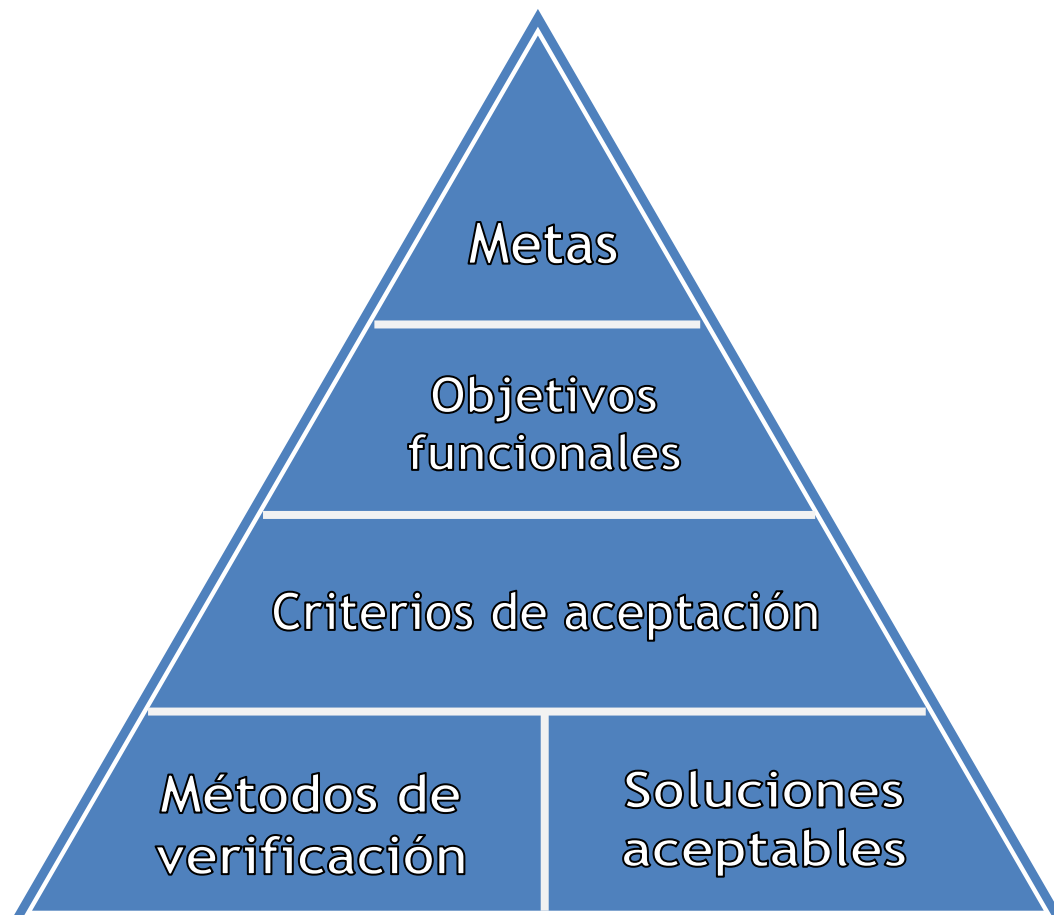 Metas
Objetivos
funcionales
Criterios de aceptación
Métodos de
verificación
Soluciones
aceptables